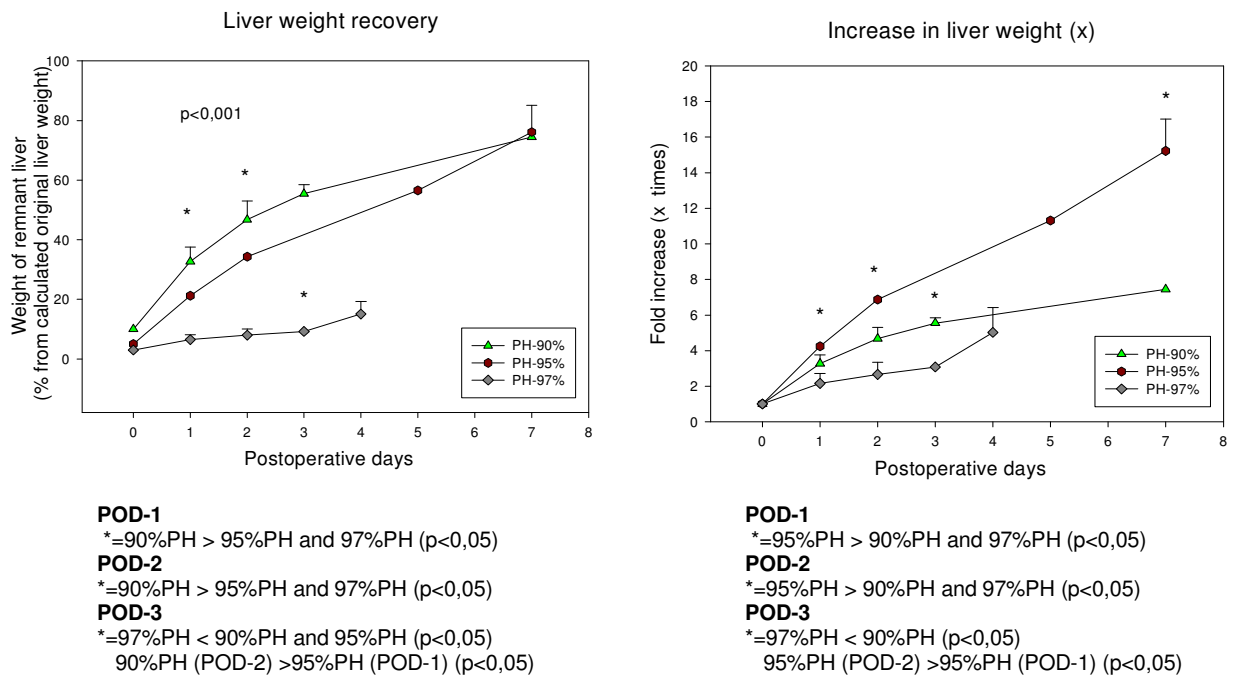 Liver weight recovery
Weight of remnant liver
(% from calculated original liver weight)
100
80
60
40
20
0
p<0,001
*
*
*
PH-90%
PH-95%
PH-97%
0 1 2 3 4 5 6 7 8
Postoperative days
POD-1
*=90%PH > 95%PH and 97%PH (p<0,05)
POD-2
*=90%PH > 95%PH and 97%PH (p<0,05)
POD-3
*=97%PH < 90%PH and 95%PH (p<0,05)
90%PH (POD-2) >95%PH (POD-1) (p<0,05)
Increase in liver weight (x)
Fold increase (x times)
20
18
16
14
12
10
8
6
4
2
0
*
*
*
*
PH-90%
PH-95%
PH-97%
0 1 2 3 4 5 6 7 8
Postoperative days
POD-1
*=95%PH > 90%PH and 97%PH (p<0,05)
POD-2
*=95%PH > 90%PH and 97%PH (p<0,05)
POD-3
*=97%PH < 90%PH (p<0,05)
95%PH (POD-2) >95%PH (POD-1) (p<0,05)